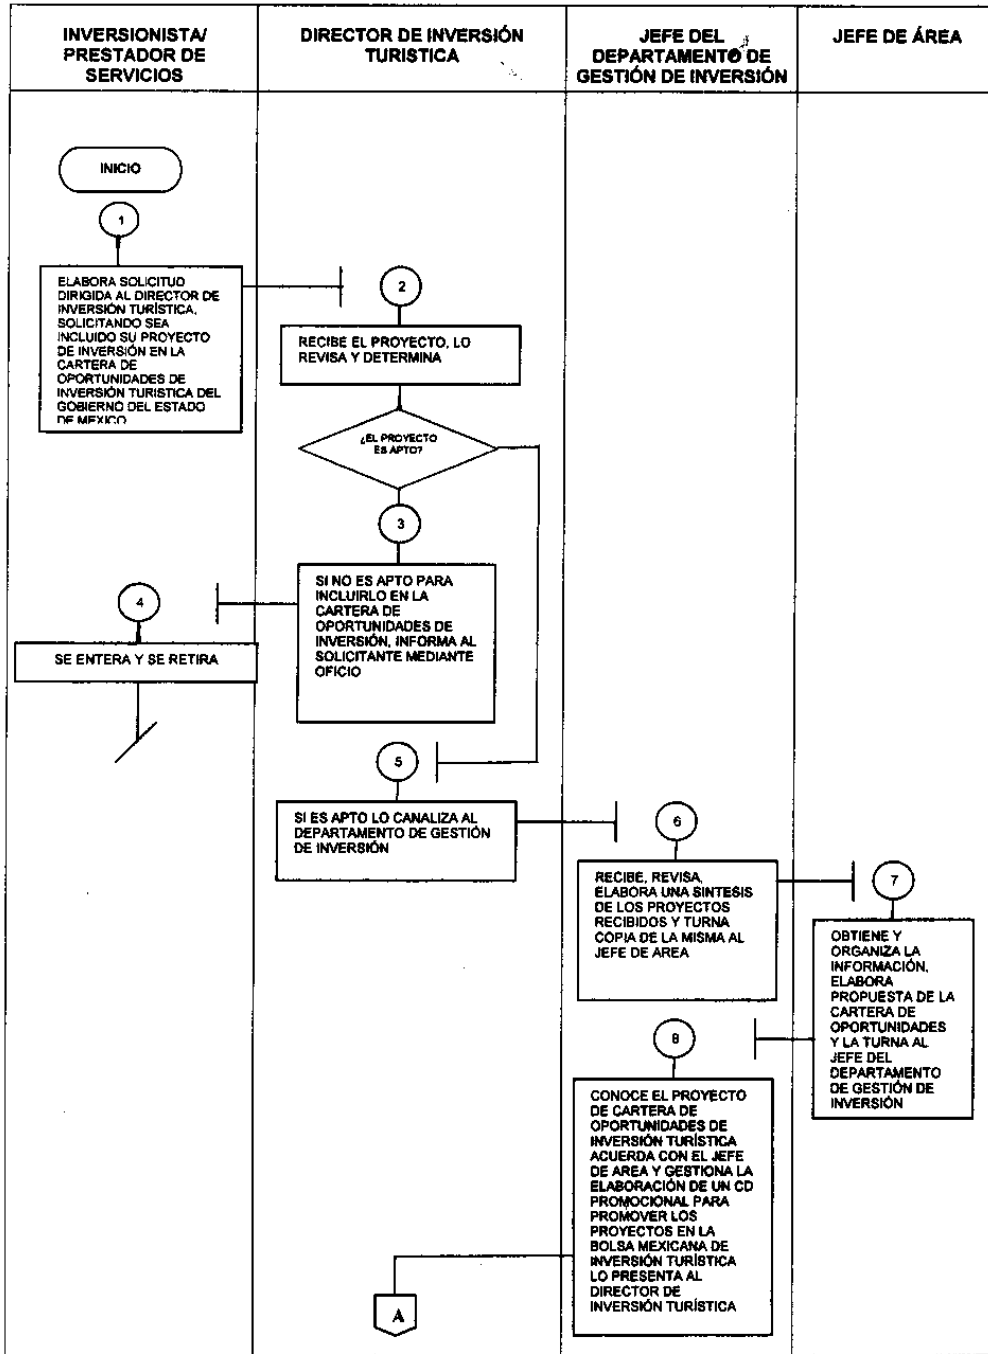 INVERSIONISTA/
PRESTADOR DE
SERVICIOS
DIRECTOR DE INVERSIÓN
TURISTICA
JEFE DEL
DEPARTAMENTO DE
GESTIÓN DE INVERSIÓN
JEFE DE ÁREA
INICIO
1
ELABORA SOLICITUD
DIRIGIDA AL DIRECTOR DE
INVERSIÓN TURÍSTICA,
SOLICITANDO SEA
INCLUIDO SU PROYECTO
DE INVERSIÓN EN LA
CARTERA DE
OPORTUNIDADES DE
INVERSIÓN TURISTICA DEL
GOBIERNO DEL ESTADO
DE MEXICO
2
RECIBE EL PROYECTO, LO
REVISA Y DETERMINA
¿EL PROYECTO
ES APTO?
3
SI NO ES APTO PARA
INCLUIRLO EN LA
CARTERA DE
OPORTUNIDADES DE
INVERSIÓN, INFORMA AL
SOLICITANTE MEDIANTE
OFICIO
4
SE ENTERA Y SE RETIRA
5
SI ES APTO LO CANALIZA AL
DEPARTAMENTO DE GESTIÓN
DE INVERSIÓN
6
RECIBE, REVISA,
ELABORA UNA SINTESIS
DE LOS PROYECTOS
RECIBIDOS Y TURNA
COPIA DE LA MISMA AL
JEFE DE AREA
7
OBTIENE Y
ORGANIZA LA
INFORMACIÓN,
ELABORA
PROPUESTA DE LA
CARTERA DE
OPORTUNIDADES
Y LA TURNA AL
JEFE DEL
DEPARTAMENTO
DE GESTIÓN DE
INVERSIÓN
8
CONOCE EL PROYECTO
DE CARTERA DE
OPORTUNIDADES DE
INVERSIÓN TURÍSTICA
ACUERDA CON EL JEFE
DE AREA Y GESTIONA LA
ELABORACIÓN DE UN CD
PROMOCIONAL PARA
PROMOVER LOS
PROYECTOS EN LA
BOLSA MEXICANA DE
INVERSIÓN TURÍSTICA
LO PRESENTA AL
DIRECTOR DE
INVERSIÓN TURÍSTICA
A